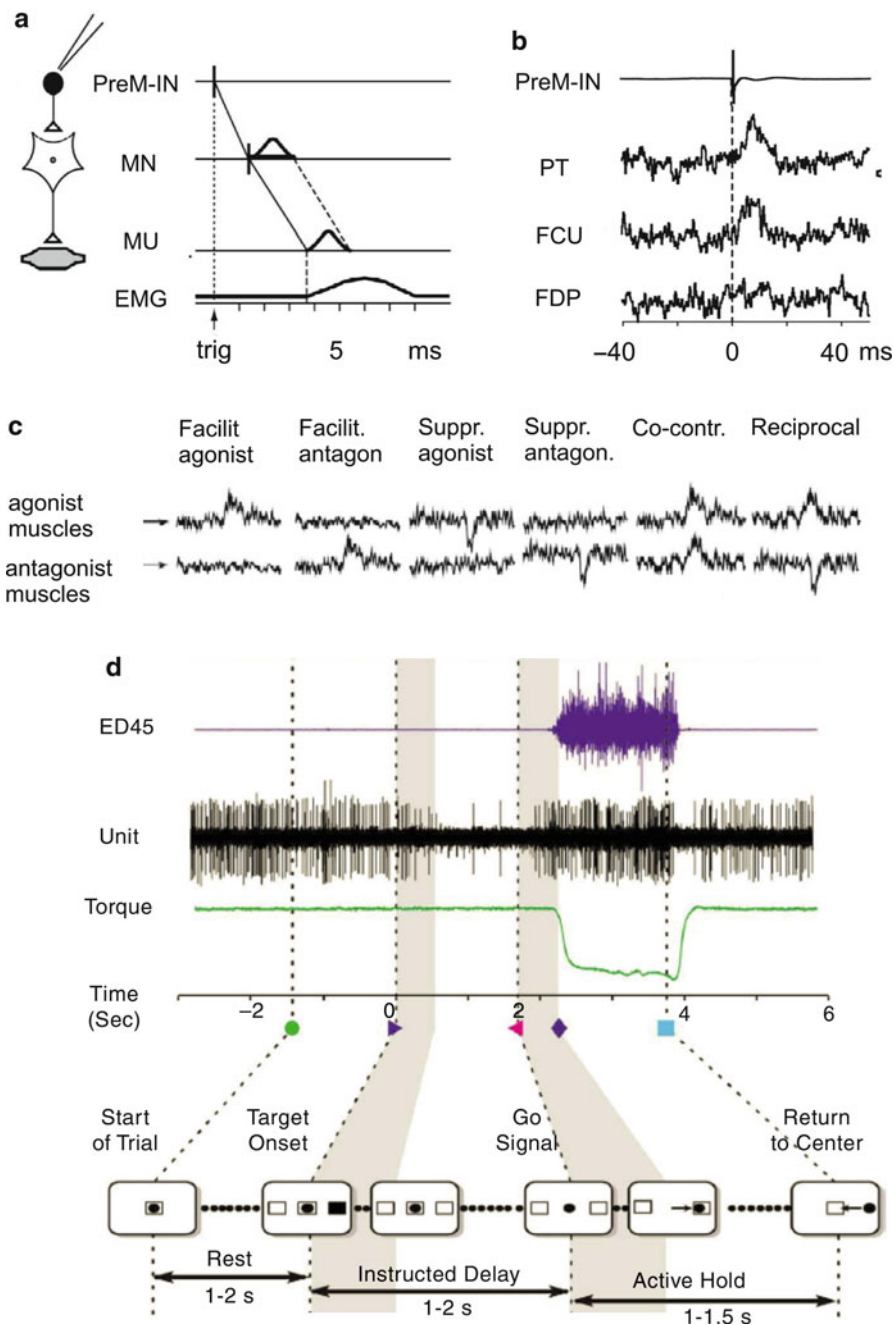 a
PreM-IN
MN
MU
EMG
trig 5 ms
b
PreM-IN
PT
FCU
FDP
−40 0 40 ms
c
Facilit agonist
Facilit. antagon
Suppr. agonist
Suppr. antagon.
Co-contr.
Reciprocal
agonist
muscles
antagonist
muscles
d
ED45
Unit
Torque
Time
(Sec)
−2 0 2 4 6
Start
of Trial
Target
Onset
Go
Signal
Return
to Center
Rest
1-2 s
Instructed Delay
1-2 s
Active Hold
1-1.5 s